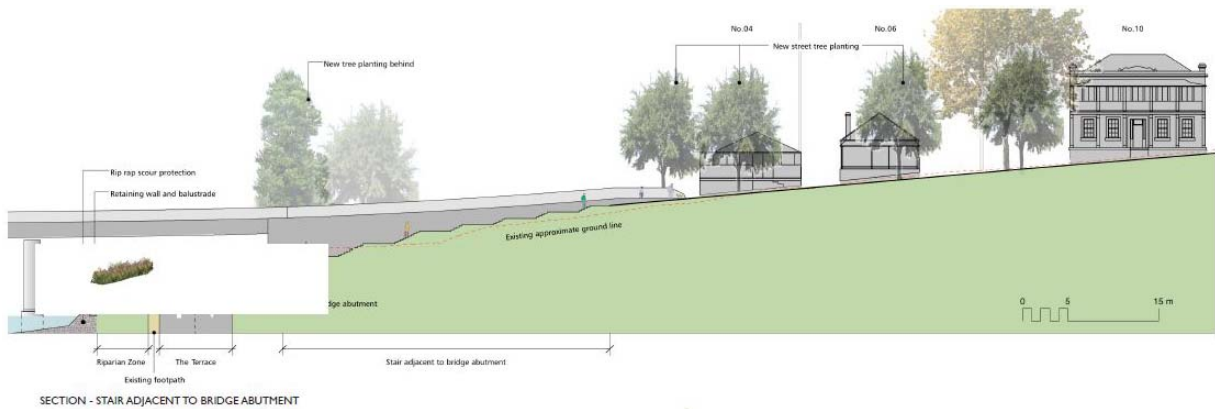 No.04
No.06
No.10
New street tree planting
New tree planting behind
Rip rap scour protection
Retaining wall and balustrade
Existing approximate ground line
bridge abutment
0 5 15 m
Riparian Zone
The Terrace
Stair adjacent to bridge abutment
Existing footpath
SECTION - STAIR ADJACENT TO BRIDGE ABUTMENT